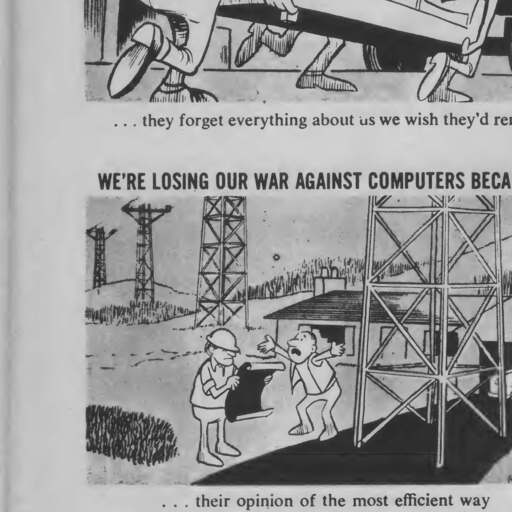 ... they forget everything about us we wish they'd
WE'RE LOSING OUR WAR AGAINST COMPUTERS
... their opinion of the most efficient way